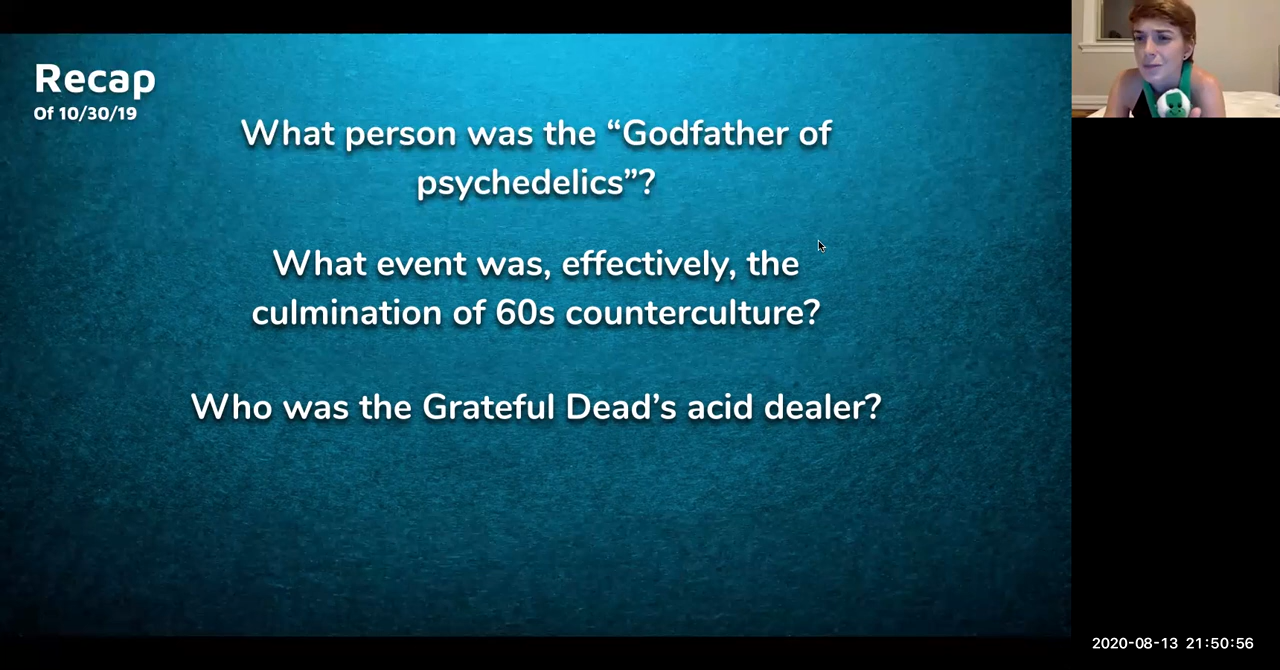 Recap
Of 10/30/19
What person was the “Godfather of
psychedelics”?
What event was, effectively, the
culmination of 60s counterculture?
Who was the Grateful Dead’s acid dealer?
2020-08-13 21:50:56